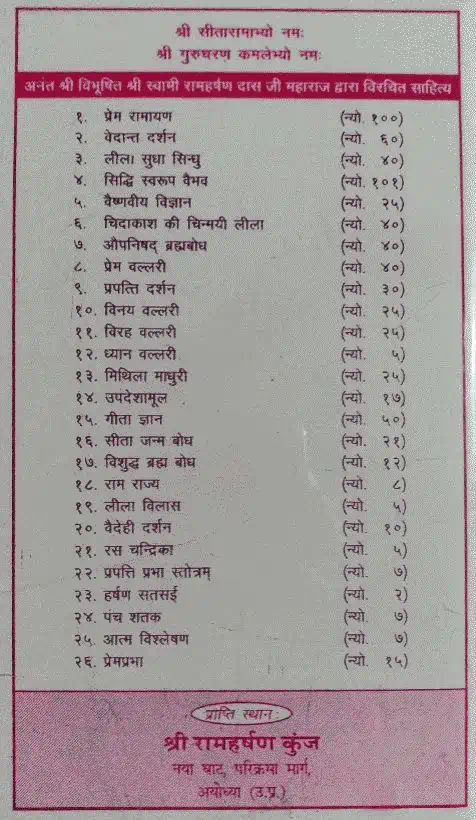 श्री सीतारामाभ्यो नमः
श्री गुरुचरण कमलेभ्यो नमः
अनंत श्री विभूषित श्री स्वामी रामहर्षण दास जी महाराज द्वारा विरचित साहित्य
१. प्रेम रामायण (न्यो. १००)
२. वेदान्त दर्शन (न्यो. ६०)
३. लीला सुधा सिन्धु (न्यो. ४०)
४. सिद्धि स्वरूप वैभव (न्यो. १०१)
५. वैष्णवीय विज्ञान (न्यो. २५)
६. चिदाकाश की चिन्मयी लीला (न्यो. ४०)
७. औपनिषद् ब्रह्मबोध (न्यो. ४०)
८. प्रेम वल्लरी (न्यो. ४०)
९. प्रपत्ति दर्शन (न्यो. ३०)
१०. विनय वल्लरी (न्यो. २५)
११. विरह वल्लरी (न्यो. २५)
१२. ध्यान वल्लरी (न्यो. ५)
१३. मिथिला माधुरी (न्यो. २५)
१४. उपदेशामृत (न्यो. १७)
१५. गीता ज्ञान (न्यो. ५०)
१६. सीता जन्म बोध (न्यो. २१)
१७. विशुद्ध ब्रह्म बोध (न्यो. १२)
१८. राम राज्य (न्यो. ८)
१९. लीला विलास (न्यो. ५)
२०. वैदेही दर्शन (न्यो. १०)
२१. रस चन्द्रिका (न्यो. ५)
२२. प्रपत्ति प्रभा स्तोत्रम् (न्यो. ७)
२३. हर्षण सतसई (न्यो. २)
२४. पंच शतक (न्यो. ७)
२५. आत्म विश्लेषण (न्यो. ७)
२६. प्रेमप्रभा (न्यो. १५)
प्राप्ति स्थान:
श्री रामहर्षण कुंज
नया घाट, परिक्रमा मार्ग,
अयोध्या (उ.प्र.)